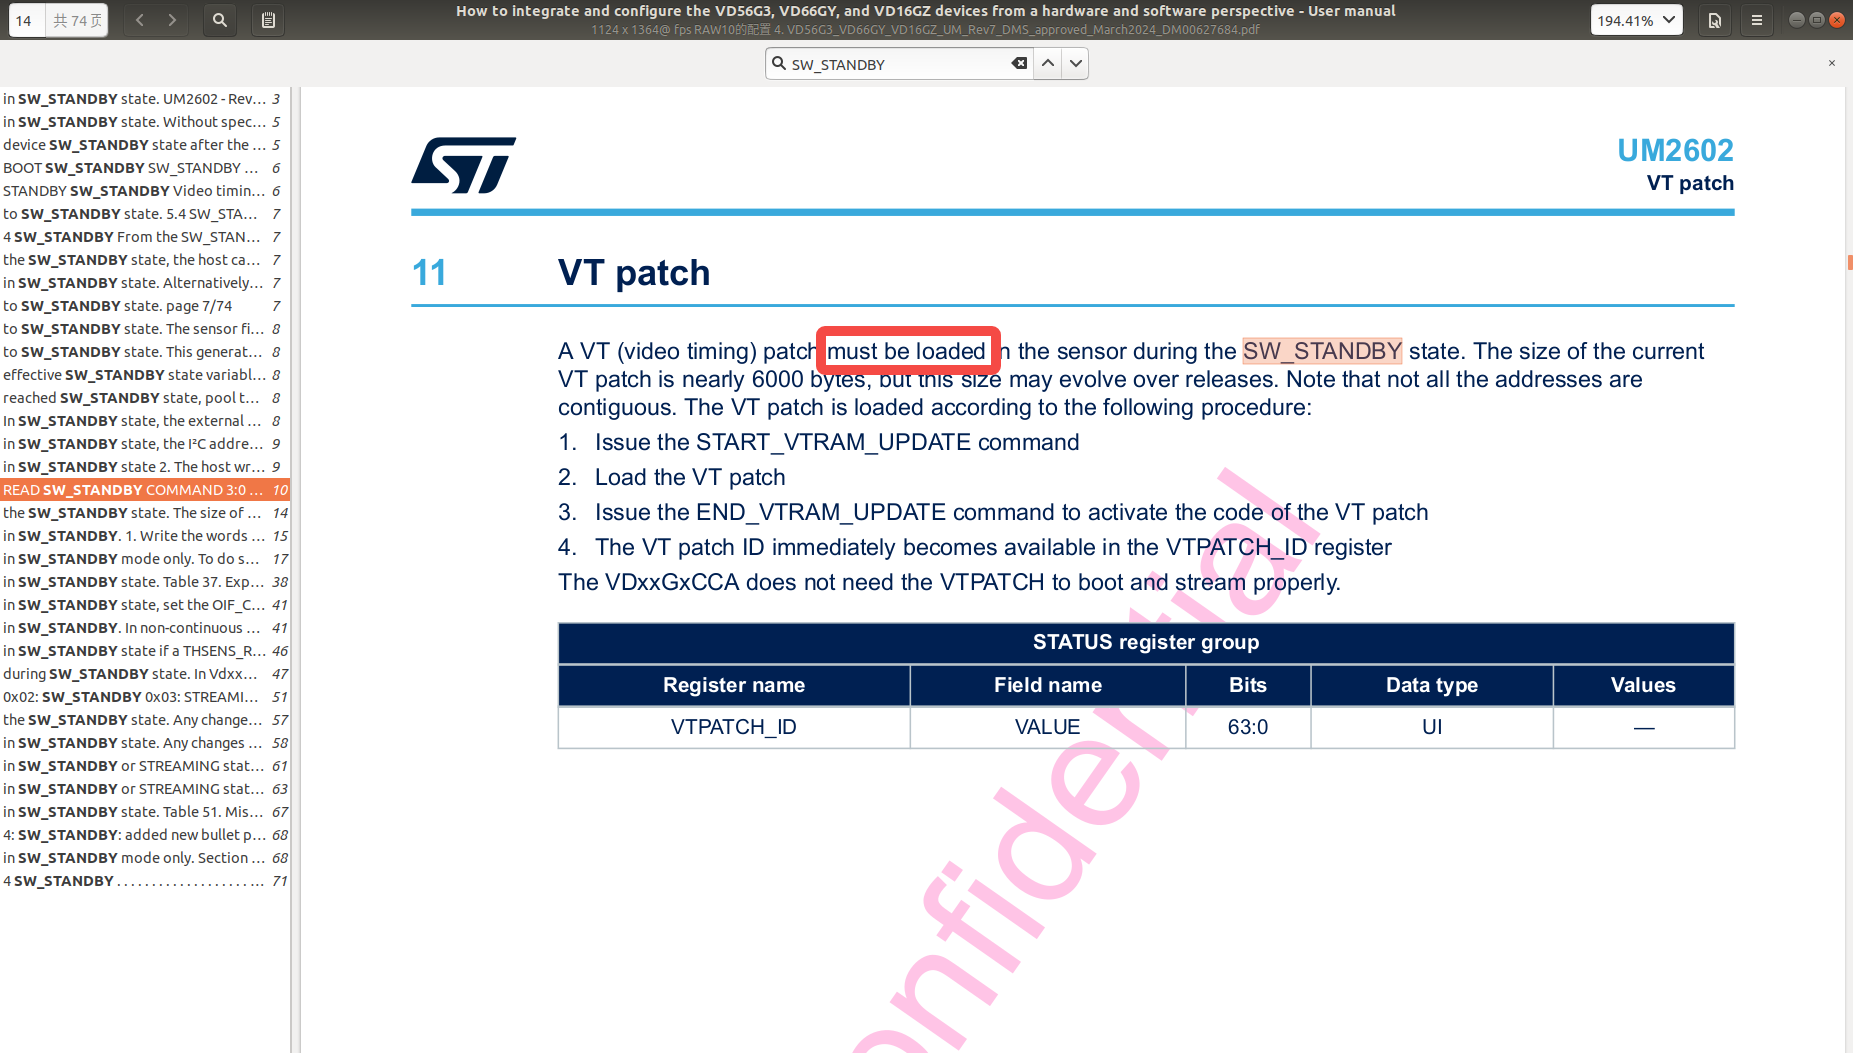 14
共 74 页
How to integrate and configure the VD56G3, VD66GY, and VD16GZ devices from a hardware and software perspective - User manual
1124 x 1364@ fps RAW10的配置 4. VD56G3_VD66GY_VD16GZ_UM_Rev7_DMS_approved_March2024_DM00627684.pdf
194.41%
SW_STANDBY
in SW_STANDBY state. UM2602 - Rev... 3
in SW_STANDBY state. Without spec... 5
device SW_STANDBY state after the ... 5
BOOT SW_STANDBY SW_STANDBY ... 6
STANDBY SW_STANDBY Video timin... 6
to SW_STANDBY state. 5.4 SW_STA... 7
4 SW_STANDBY From the SW_STAN... 7
the SW_STANDBY state, the host ca... 7
in SW_STANDBY state. Alternatively... 7
to SW_STANDBY state. page 7/74 7
to SW_STANDBY state. The sensor fi... 8
to SW_STANDBY state. This generat... 8
effective SW_STANDBY state variabl... 8
reached SW_STANDBY state, pool t... 8
In SW_STANDBY state, the external ... 8
in SW_STANDBY state, the I²C addre... 9
in SW_STANDBY state 2. The host wr... 9
READ SW_STANDBY COMMAND 3:0 ... 10
the SW_STANDBY state. The size of ... 14
in SW_STANDBY. 1. Write the words ... 15
in SW_STANDBY mode only. To do s... 17
in SW_STANDBY state. Table 37. Exp... 38
in SW_STANDBY state, set the OIF_C... 41
in SW_STANDBY. In non-continuous ... 41
in SW_STANDBY state if a THSENS_R... 46
during SW_STANDBY state. In Vdxx... 47
0x02: SW_STANDBY 0x03: STREAMI... 51
the SW_STANDBY state. Any change... 57
in SW_STANDBY state. Any changes ... 58
in SW_STANDBY or STREAMING stat... 61
in SW_STANDBY or STREAMING stat... 63
in SW_STANDBY state. Table 51. Mis... 67
4: SW_STANDBY: added new bullet p... 68
in SW_STANDBY mode only. Section ... 68
4 SW_STANDBY . . . . . . . . . . . . . . . . . . . ... 71
ST
UM2602
VT patch
11 VT patch
A VT (video timing) patch must be loaded n the sensor during the SW_STANDBY state. The size of the current
VT patch is nearly 6000 bytes, but this size may evolve over releases. Note that not all the addresses are
contiguous. The VT patch is loaded according to the following procedure:
1. Issue the START_VTRAM_UPDATE command
2. Load the VT patch
3. Issue the END_VTRAM_UPDATE command to activate the code of the VT patch
4. The VT patch ID immediately becomes available in the VTPATCH_ID register
The VDxxGxCCA does not need the VTPATCH to boot and stream properly.
STATUS register group
Register name Field name Bits Data type Values
VTPATCH_ID VALUE 63:0 UI —
onfidential